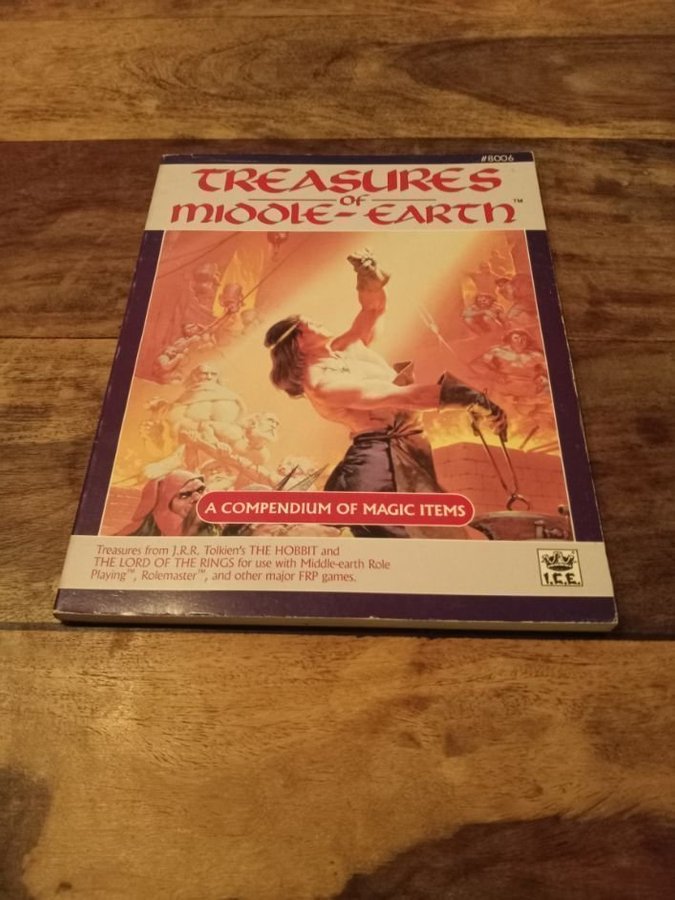 #8006
TREASURES
OF
MIDDLE-EARTH™
A COMPENDIUM OF MAGIC ITEMS
Treasures from J.R.R. Tolkien's THE HOBBIT and
THE LORD OF THE RINGS for use with Middle-earth Role
Playing™, Rolemaster™, and other major FRP games.
I.C.E.